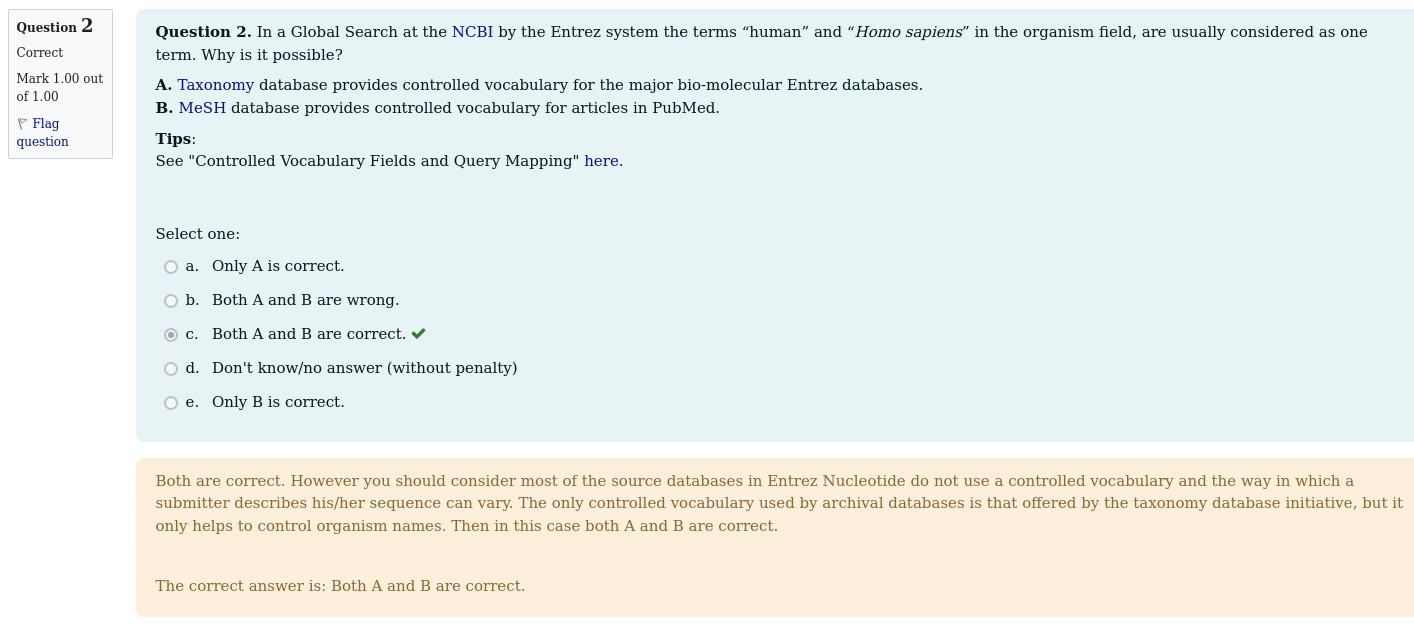 Question 2
Correct
Mark 1.00 out
of 1.00
Flag
question
Question 2. In a Global Search at the NCBI by the Entrez system the terms “human” and “Homo sapiens” in the organism field, are usually considered as one
term. Why is it possible?
A. Taxonomy database provides controlled vocabulary for the major bio-molecular Entrez databases.
B. MeSH database provides controlled vocabulary for articles in PubMed.
Tips:
See "Controlled Vocabulary Fields and Query Mapping" here.
Select one:
a. Only A is correct.
b. Both A and B are wrong.
c. Both A and B are correct.
d. Don't know/no answer (without penalty)
e. Only B is correct.
Both are correct. However you should consider most of the source databases in Entrez Nucleotide do not use a controlled vocabulary and the way in which a
submitter describes his/her sequence can vary. The only controlled vocabulary used by archival databases is that offered by the taxonomy database initiative, but it
only helps to control organism names. Then in this case both A and B are correct.
The correct answer is: Both A and B are correct.